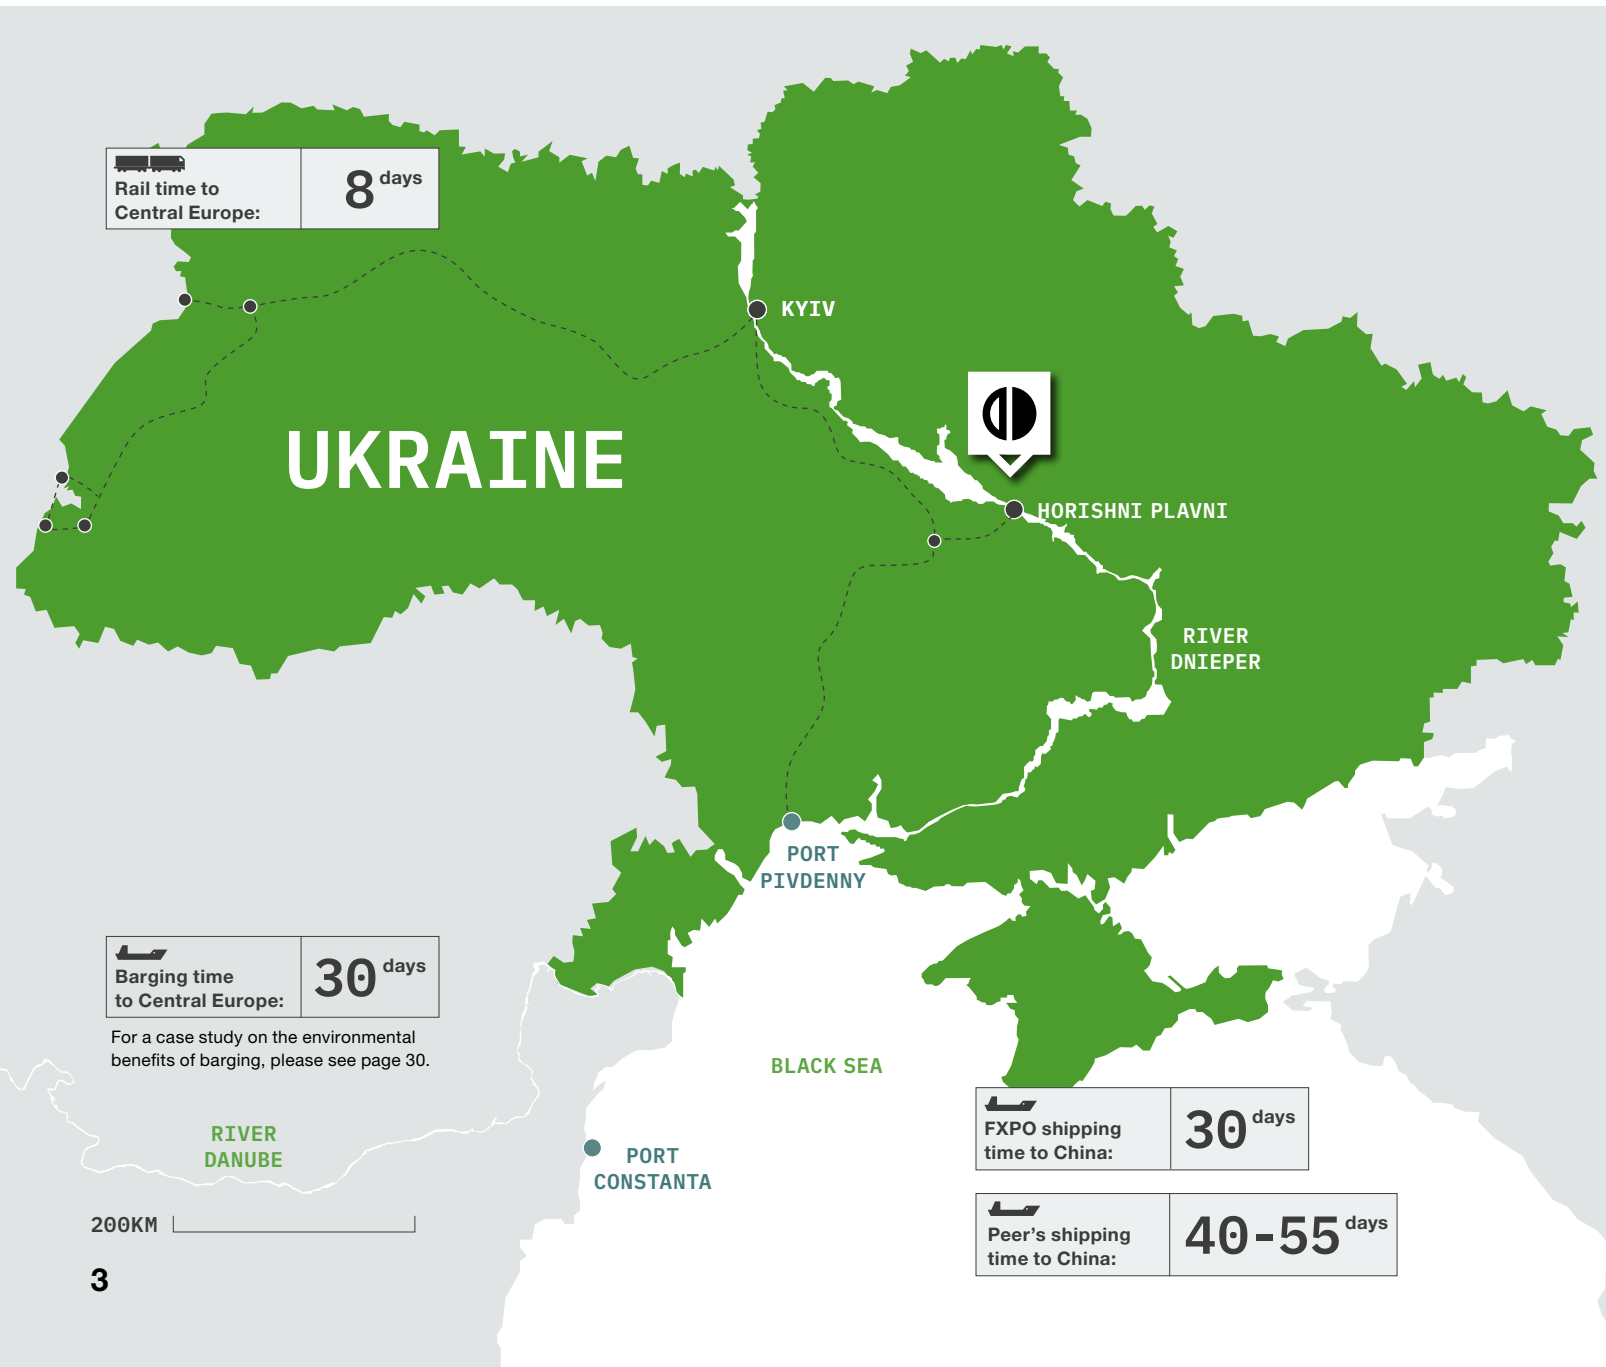 Rail time to
Central Europe:
8 days
KYIV
UKRAINE
HORISHNI PLAVNI
RIVER
DNIEPER
PORT
PIVDENNY
Barging time
to Central Europe:
30 days
For a case study on the environmental
benefits of barging, please see page 30.
BLACK SEA
RIVER
DANUBE
PORT
CONSTANTA
FXPO shipping
time to China:
30 days
Peer’s shipping
time to China:
40-55 days
200KM
3